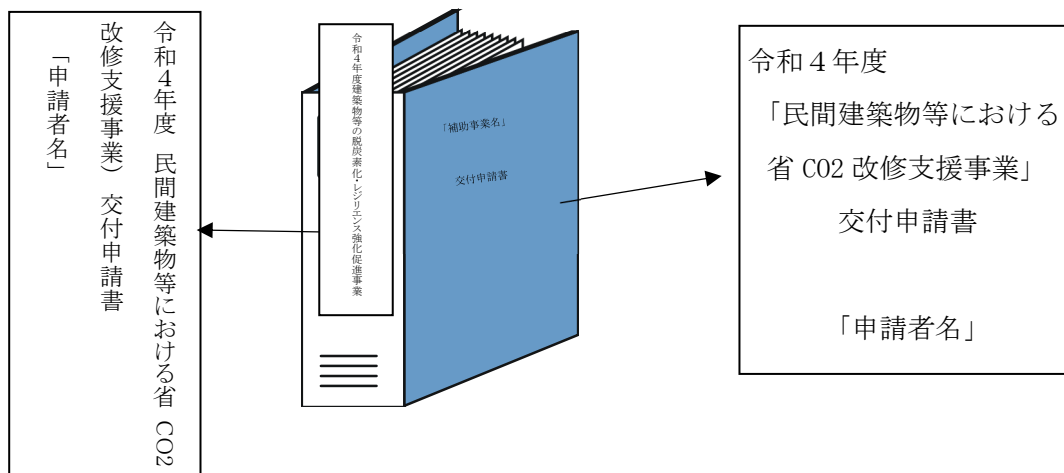 令和４年度 民間建築物等における省 CO2
改修支援事業） 交付申請書
「申請者名」
令和４年度建築物等の脱炭素化・レジリエンス強化促進事業
「補助事業名」
交付申請書
令和４年度
「民間建築物等における
省 CO2 改修支援事業」
交付申請書
「申請者名」